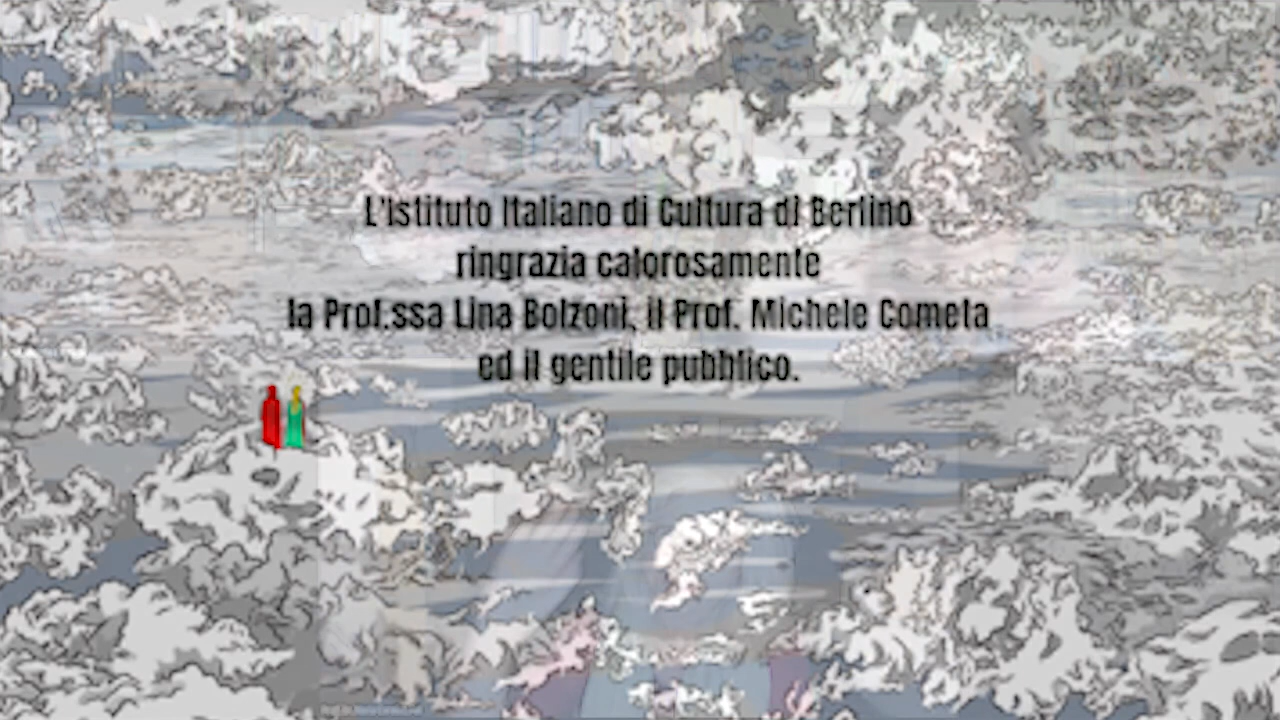 L'Istituto Italiano di Cultura di Berlino
ringrazia calorosamente
la Prof.ssa Lina Bolzoni, il Prof. Michele Cometa
ed il gentile pubblico.